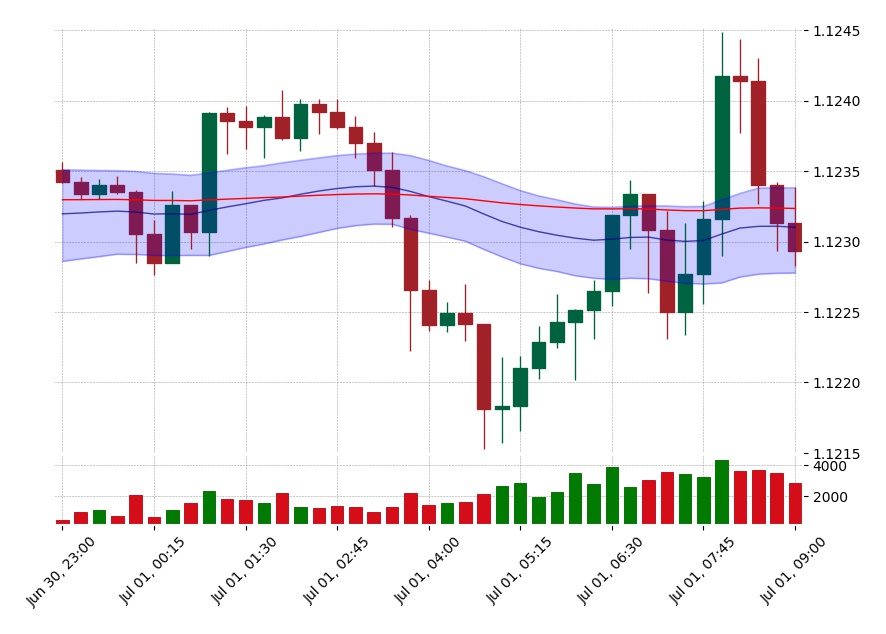 1.1245
1.1240
1.1235
1.1230
1.1225
1.1220
1.1215
4000
2000
Jun 30, 23:00
Jul 01, 00:15
Jul 01, 01:30
Jul 01, 02:45
Jul 01, 04:00
Jul 01, 05:15
Jul 01, 06:30
Jul 01, 07:45
Jul 01, 09:00